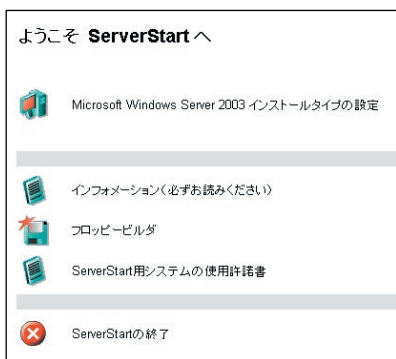 ようこそ ServerStart へ
Microsoft Windows Server 2003 インストールタイプの設定
インフォメーション(必ずお読みください)
フロッピービルダ
ServerStart用システムの使用許諾書
ServerStartの終了